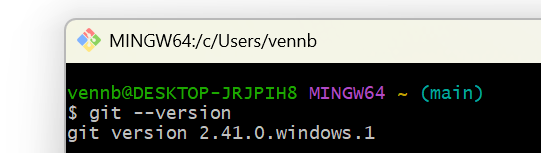 MINGW64:/c/Users/vennb
vennb@DESKTOP-JRJPIH8 MINGW64 ~ (main)
$ git --version
git version 2.41.0.windows.1